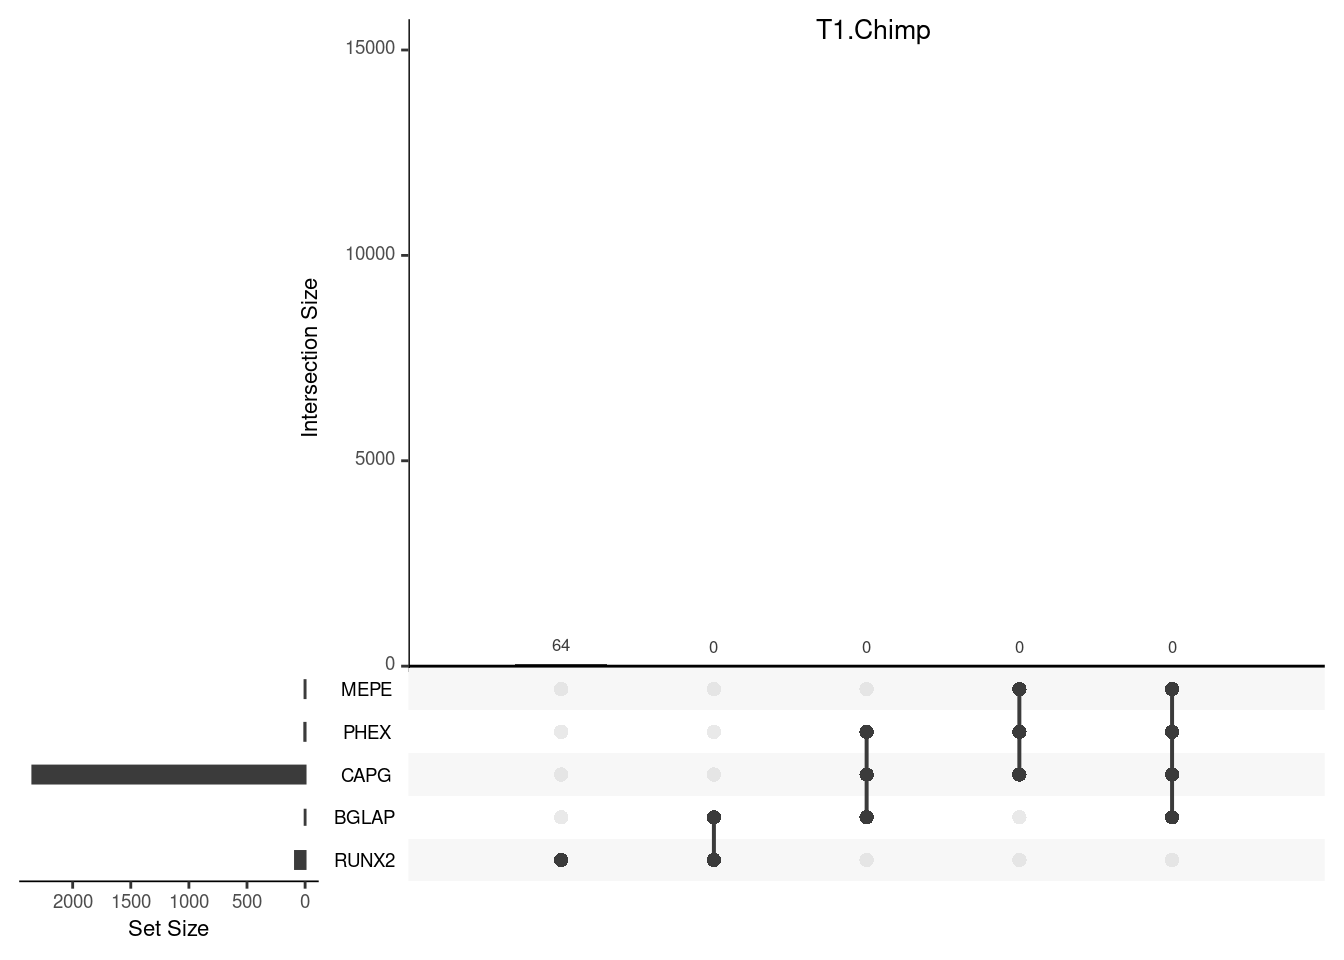 T1.Chimp
15000
10000
5000
0
Intersection Size
64 0 0 0 0
MEPE
PHEX
CAPG
BGLAP
RUNX2
2000 1500 1000 500 0
Set Size